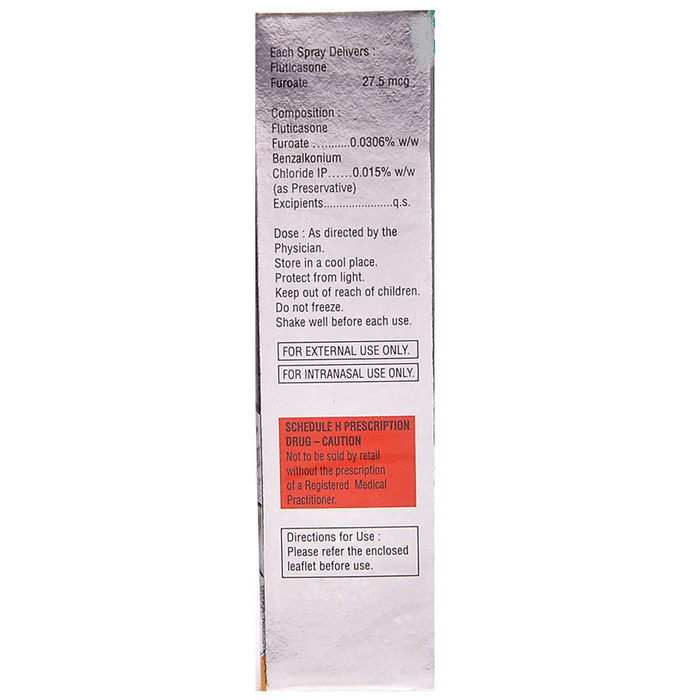 Each Spray Delivers :
Fluticasone
Furoate 27.5 mcg
Composition :
Fluticasone
Furoate ...........0.0306% w/w
Benzalkonium
Chloride IP......0.015% w/w
(as Preservative)
Excipients......................q.s.
Dose : As directed by the
Physician.
Store in a cool place.
Protect from light.
Keep out of reach of children.
Do not freeze.
Shake well before each use.
FOR EXTERNAL USE ONLY.
FOR INTRANASAL USE ONLY.
SCHEDULE H PRESCRIPTION
DRUG – CAUTION
Not to be sold by retail
without the prescription
of a Registered Medical
Practitioner.
Directions for Use :
Please refer the enclosed
leaflet before use.